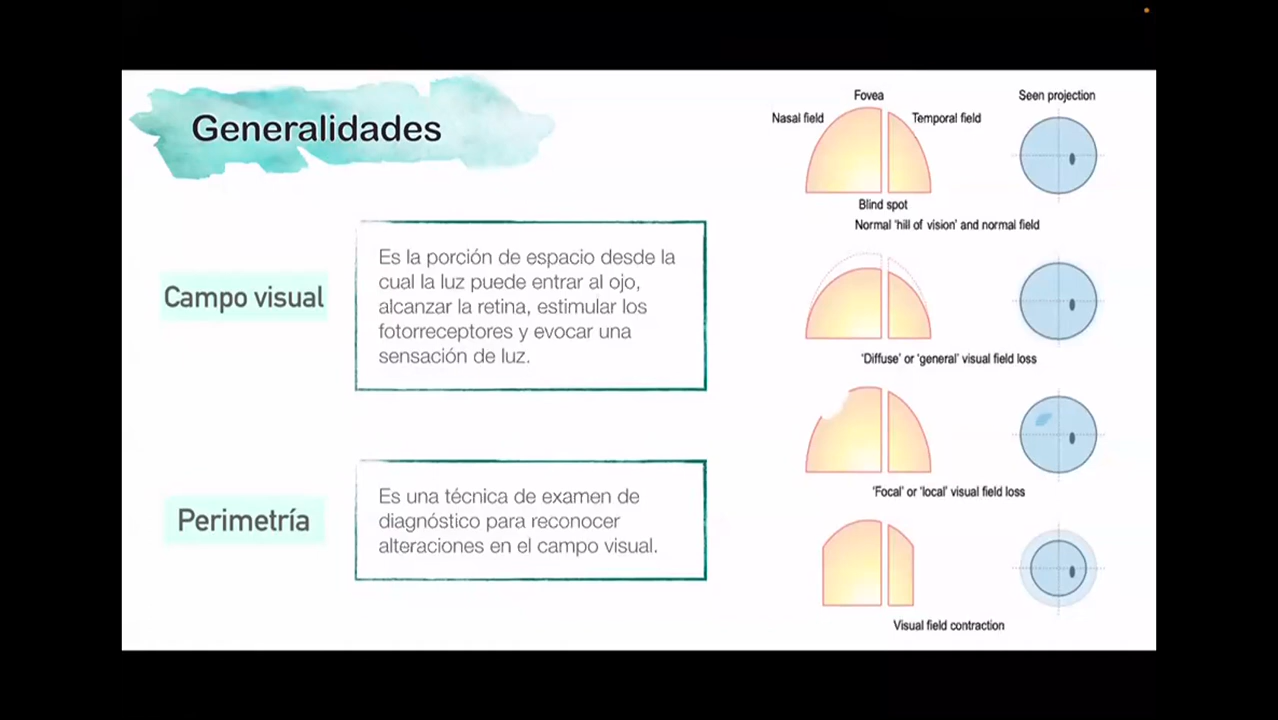 Generalidades
Campo visual
Es la porción de espacio desde la
cual la luz puede entrar al ojo,
alcanzar la retina, estimular los
fotorreceptores y evocar una
sensación de luz.
Perimetría
Es una técnica de examen de
diagnóstico para reconocer
alteraciones en el campo visual.
Fovea
Seen projection
Nasal field
Temporal field
Blind spot
Normal 'hill of vision' and normal field
'Diffuse' or 'general' visual field loss
'Focal' or 'local' visual field loss
Visual field contraction